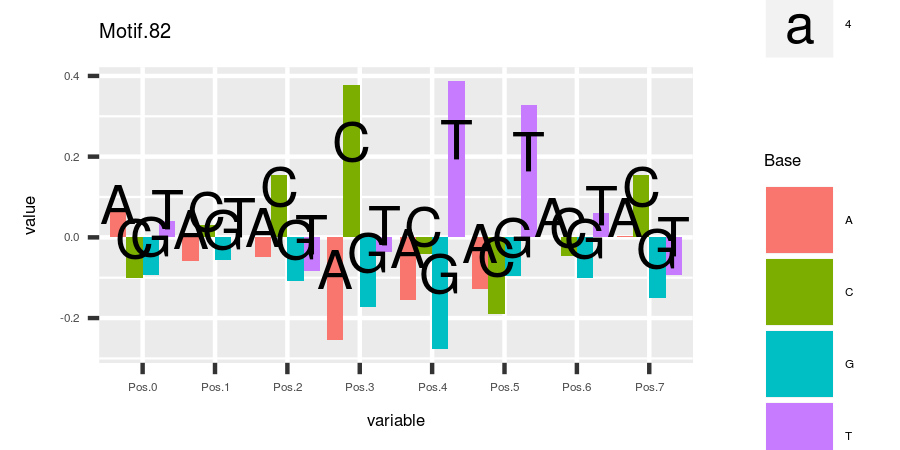 Motif.82
a 4
value
0.4
0.2
0.0
-0.2
A C G T A C G T A C G T A C G T A C G T A C G T A C G T A C G T
Pos.0 Pos.1 Pos.2 Pos.3 Pos.4 Pos.5 Pos.6 Pos.7
variable
Base
A
C
G
T